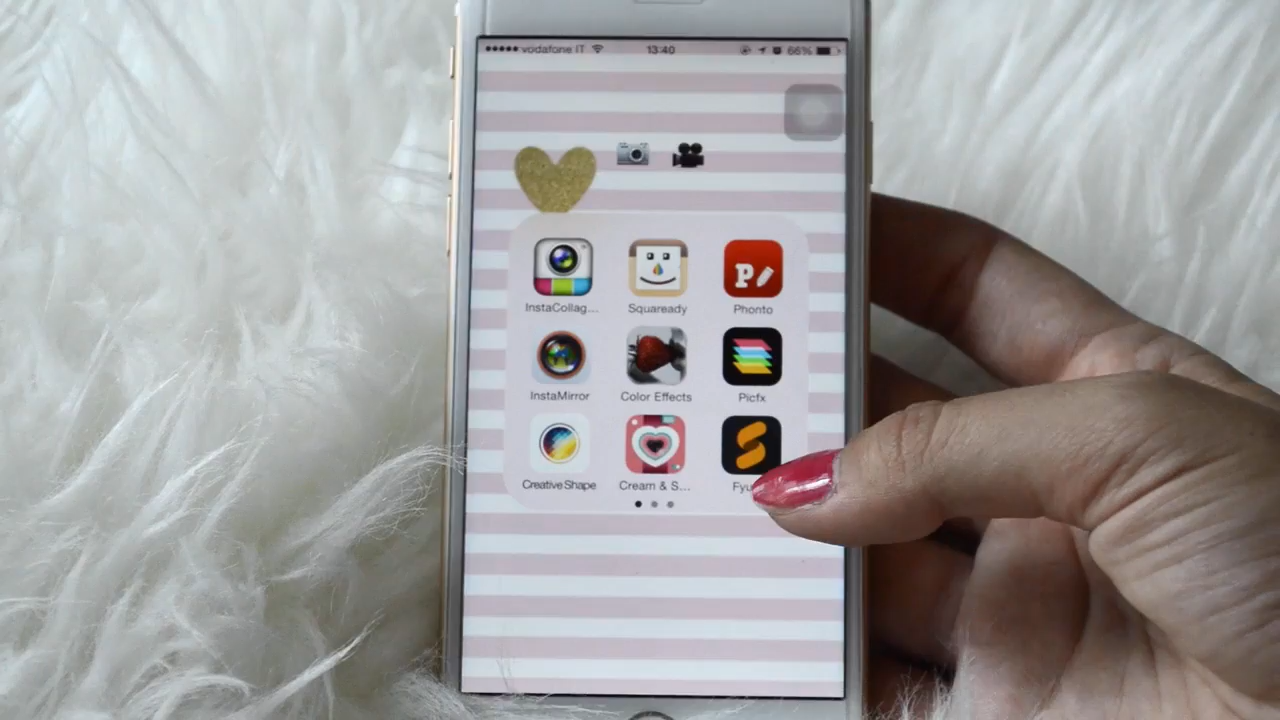 vodafone IT 13:40 66%
InstaCollag... Squaready Phonto
InstaMirror Color Effects Picfx
Creative Shape Cream & S... Fyu